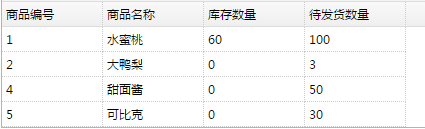 商品编号 商品名称 库存数量 待发货数量
1 水蜜桃 60 100
2 大鸭梨 0 3
4 甜面酱 0 50
5 可比克 0 30